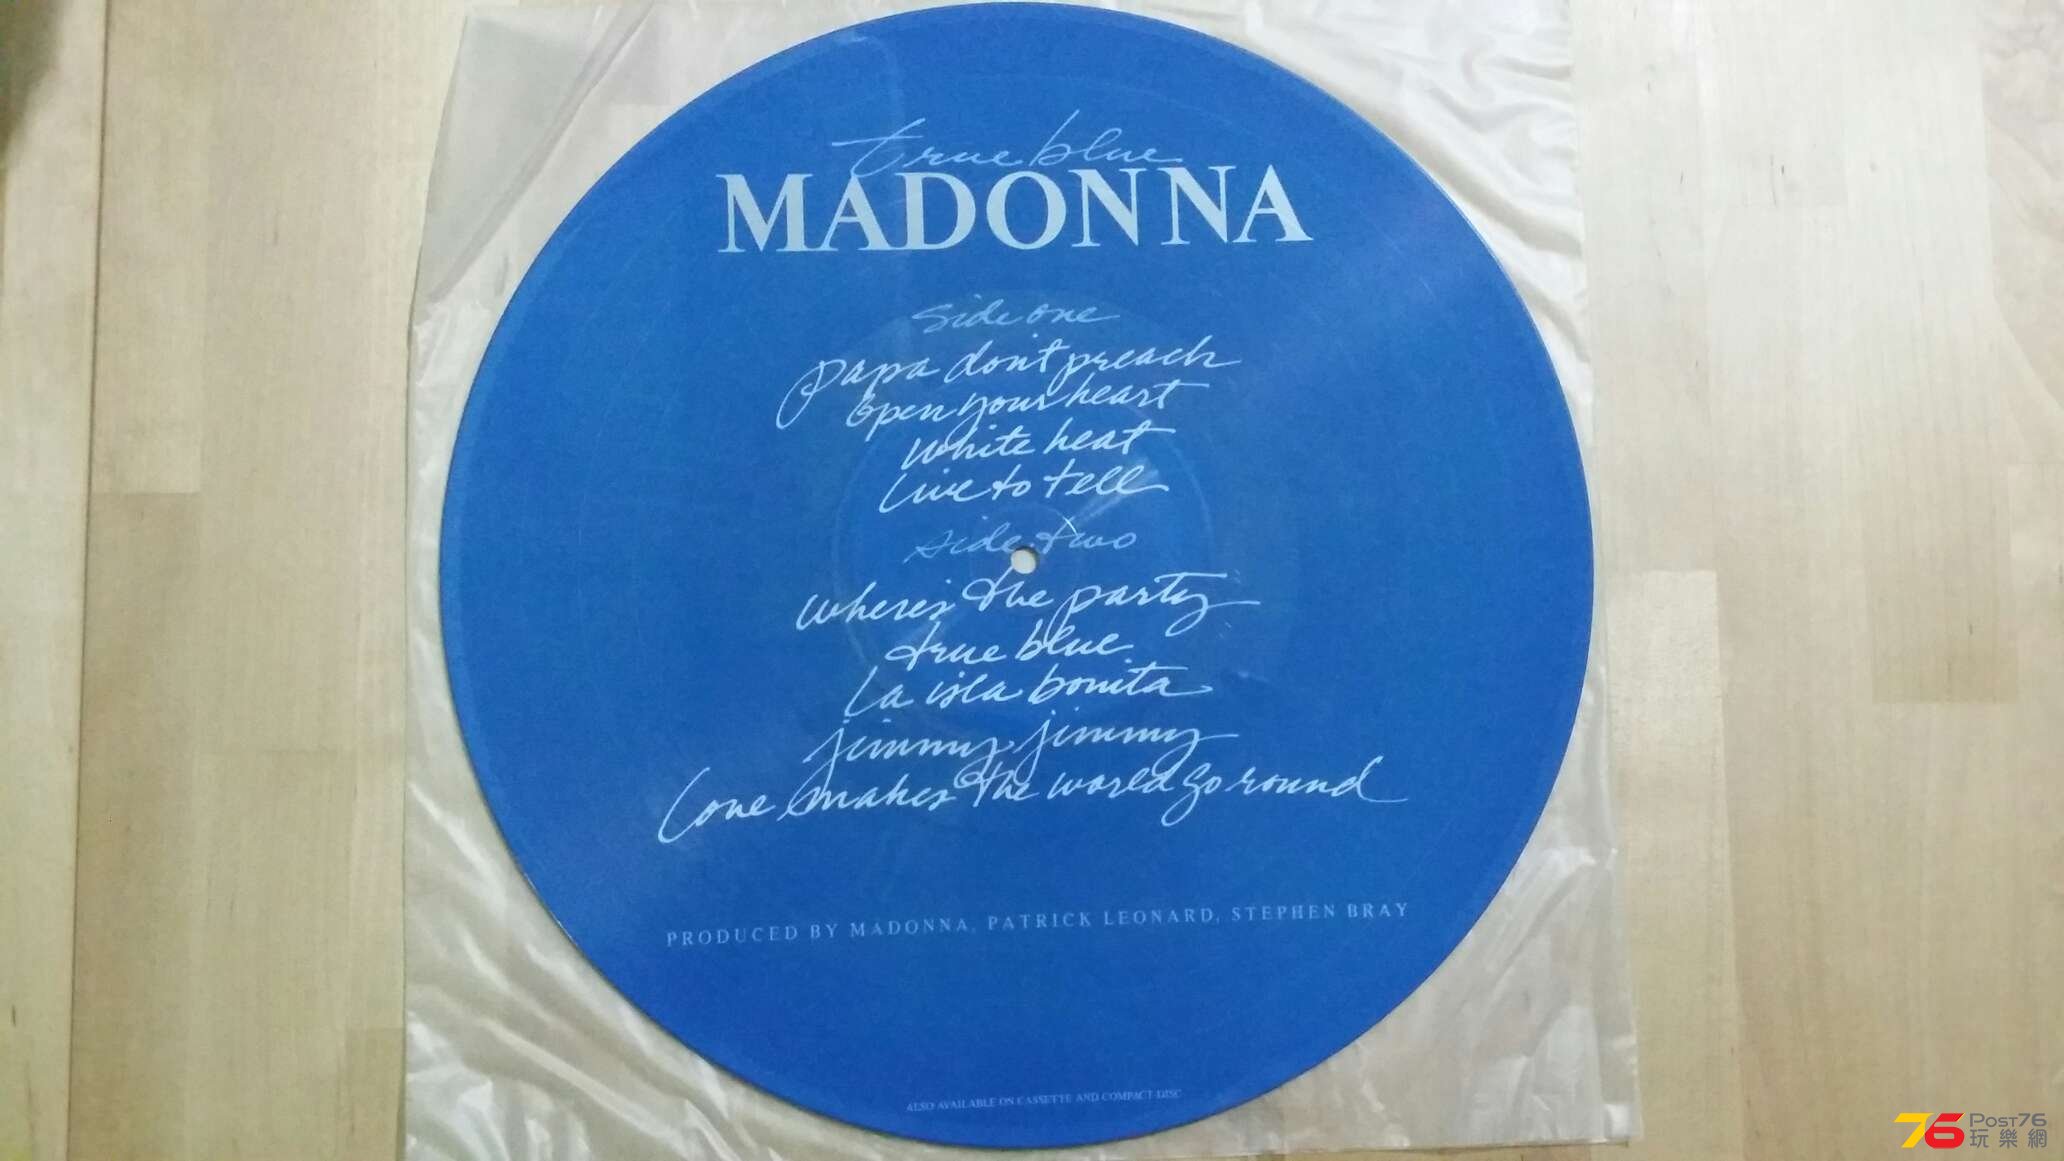 true blue
MADONNA
side one
papa don't preach
open your heart
white heat
live to tell
side two
where's the party
true blue
la isla bonita
jimmy jimmy
love makes the world go round
PRODUCED BY MADONNA, PATRICK LEONARD, STEPHEN BRAY
ALSO AVAILABLE ON CASSETTE AND COMPACT DISC
76 Post76
玩樂網